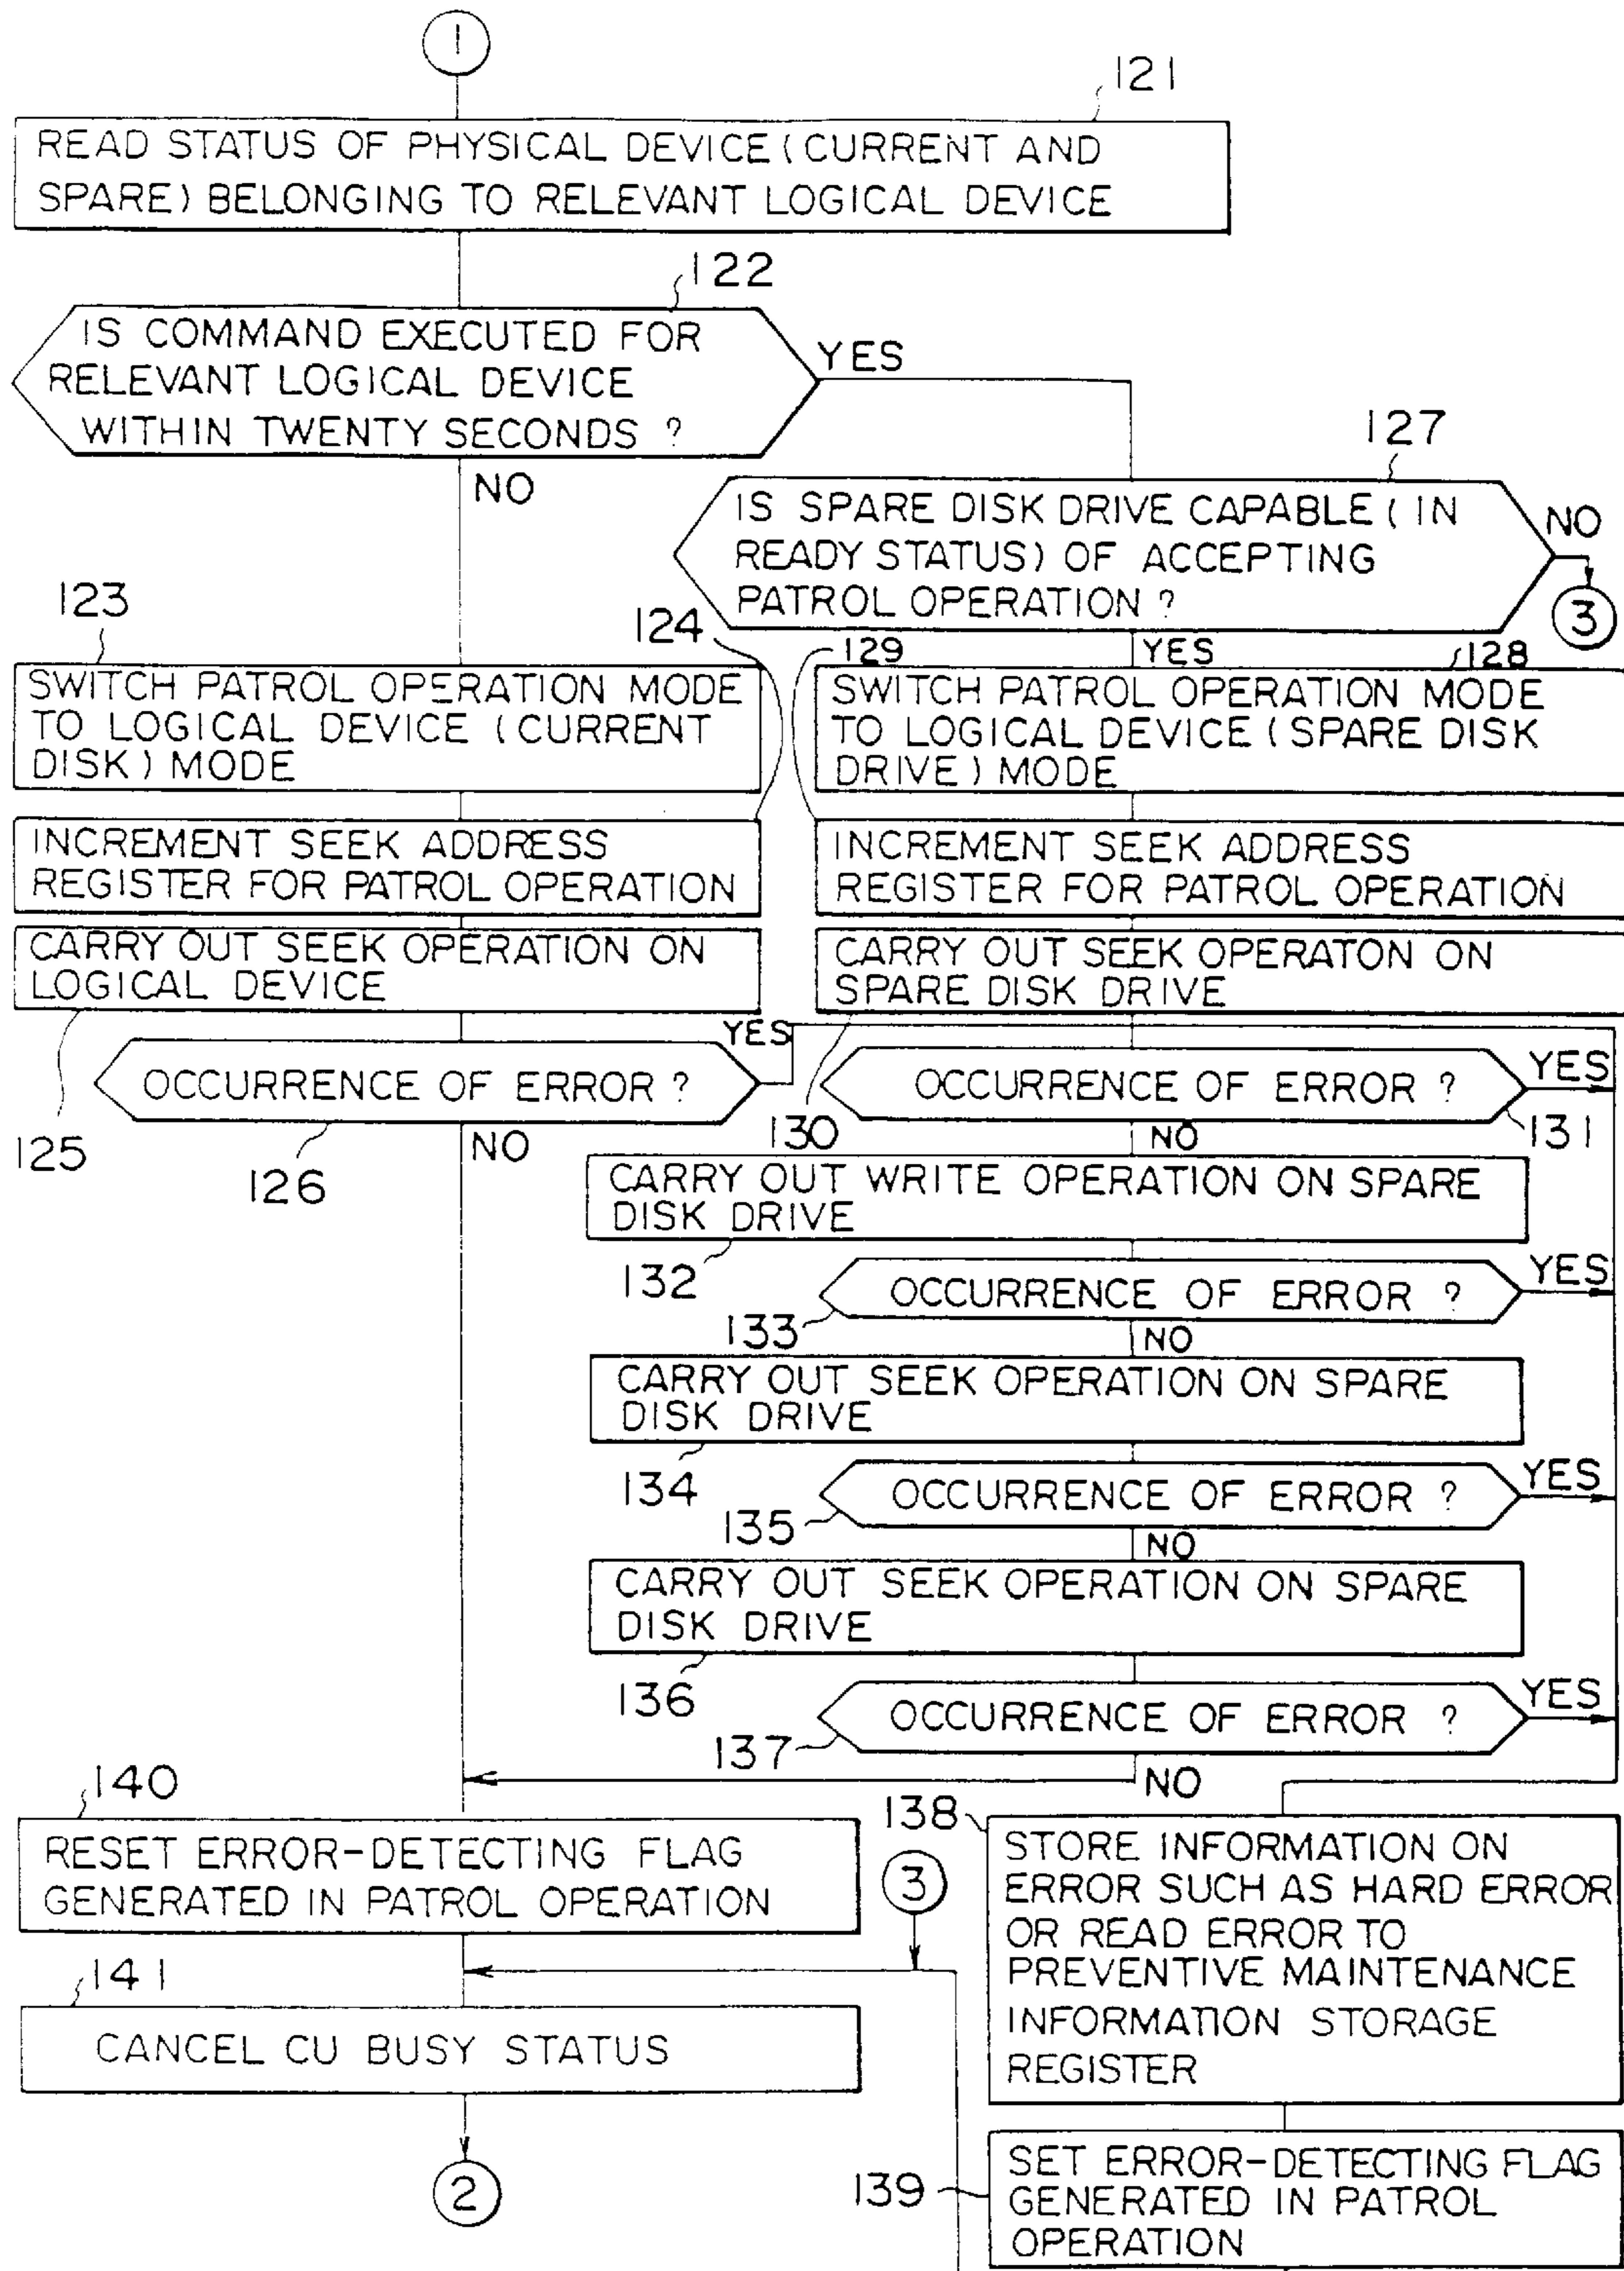 1
121
READ STATUS OF PHYSICAL DEVICE (CURRENT AND
SPARE) BELONGING TO RELEVANT LOGICAL DEVICE
122
IS COMMAND EXECUTED FOR
RELEVANT LOGICAL DEVICE
WITHIN TWENTY SECONDS ?
YES
NO
127
IS SPARE DISK DRIVE CAPABLE (IN
READY STATUS) OF ACCEPTING
PATROL OPERATION ?
NO
3
YES
123
SWITCH PATROL OPERATION MODE
TO LOGICAL DEVICE (CURRENT
DISK) MODE
124
INCREMENT SEEK ADDRESS
REGISTER FOR PATROL OPERATION
CARRY OUT SEEK OPERATION ON
LOGICAL DEVICE
125
OCCURRENCE OF ERROR ?
YES
126
NO
129
128
SWITCH PATROL OPERATION MODE
TO LOGICAL DEVICE (SPARE DISK
DRIVE) MODE
INCREMENT SEEK ADDRESS
REGISTER FOR PATROL OPERATION
CARRY OUT SEEK OPERATON ON
SPARE DISK DRIVE
130
OCCURRENCE OF ERROR ?
YES
131
NO
CARRY OUT WRITE OPERATION ON SPARE
DISK DRIVE
132
OCCURRENCE OF ERROR ?
YES
133
NO
CARRY OUT SEEK OPERATION ON SPARE
DISK DRIVE
134
OCCURRENCE OF ERROR ?
YES
135
NO
CARRY OUT SEEK OPERATION ON SPARE
DISK DRIVE
136
OCCURRENCE OF ERROR ?
YES
137
NO
140
RESET ERROR-DETECTING FLAG
GENERATED IN PATROL OPERATION
3
141
CANCEL CU BUSY STATUS
2
138
STORE INFORMATION ON
ERROR SUCH AS HARD ERROR
OR READ ERROR TO
PREVENTIVE MAINTENANCE
INFORMATION STORAGE
REGISTER
139
SET ERROR-DETECTING FLAG
GENERATED IN PATROL
OPERATION